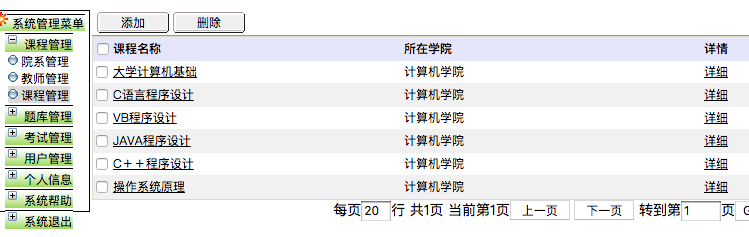 系统管理菜单
课程管理
院系管理
教师管理
课程管理
题库管理
考试管理
用户管理
个人信息
系统帮助
系统退出
添加 删除
课程名称 所在学院 详情
大学计算机基础 计算机学院 详细
C语言程序设计 计算机学院 详细
VB程序设计 计算机学院 详细
JAVA程序设计 计算机学院 详细
C＋＋程序设计 计算机学院 详细
操作系统原理 计算机学院 详细
每页20行 共1页 当前第1页 上一页 下一页 转到第1页 G